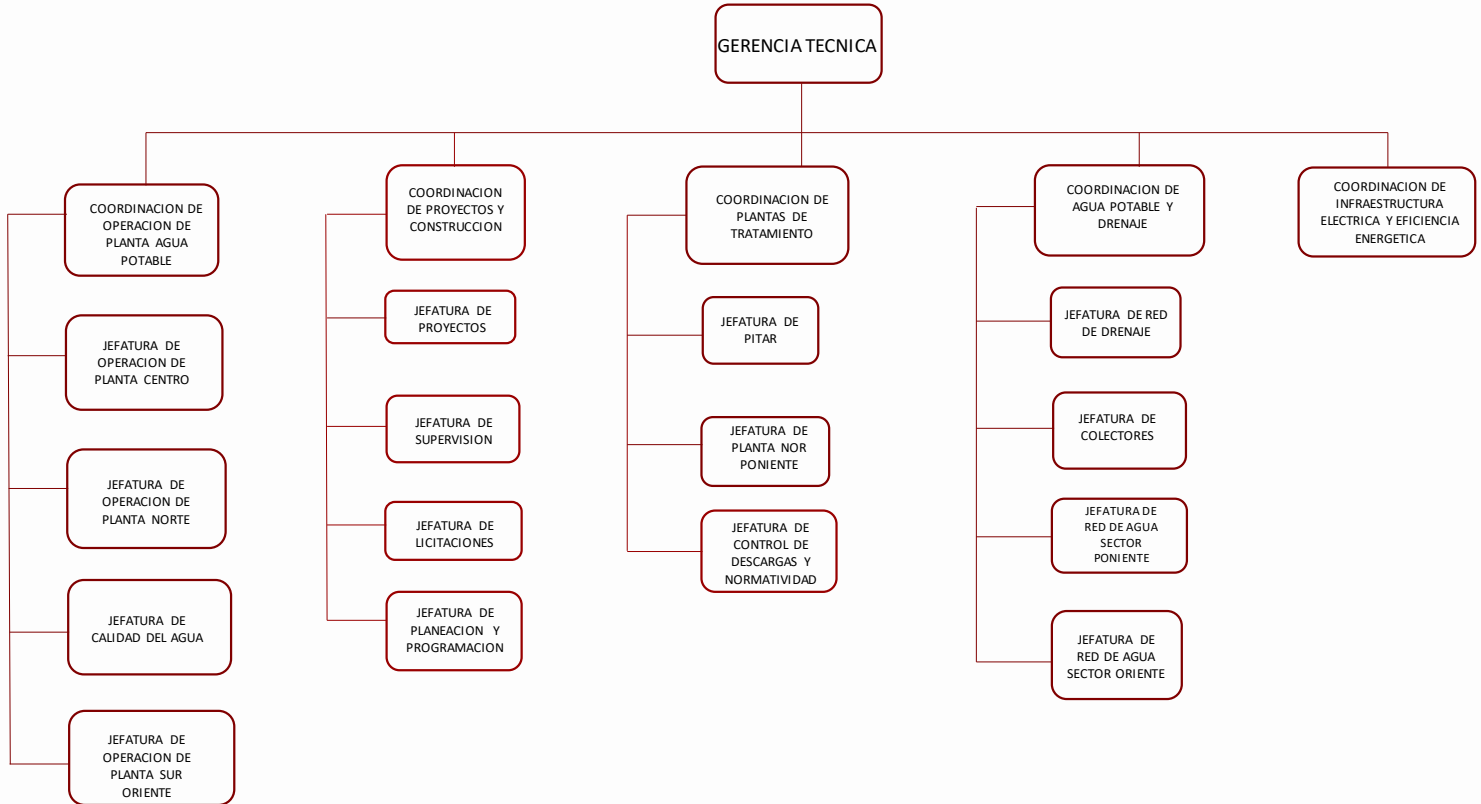 GERENCIA TECNICA
COORDINACION DE
OPERACION DE
PLANTA AGUA
POTABLE
JEFATURA DE
OPERACION DE
PLANTA CENTRO
JEFATURA DE
OPERACION DE
PLANTA NORTE
JEFATURA DE
CALIDAD DEL AGUA
JEFATURA DE
OPERACION DE
PLANTA SUR
ORIENTE
COORDINACION
DE PROYECTOS Y
CONSTRUCCION
JEFATURA DE
PROYECTOS
JEFATURA DE
SUPERVISION
JEFATURA DE
LICITACIONES
JEFATURA DE
PLANEACION Y
PROGRAMACION
COORDINACION DE
PLANTAS DE
TRATAMIENTO
JEFATURA DE
PITAR
JEFATURA DE
PLANTA NOR
PONIENTE
JEFATURA DE
CONTROL DE
DESCARGAS Y
NORMATIVIDAD
COORDINACION DE
AGUA POTABLE Y
DRENAJE
JEFATURA DE RED
DE DRENAJE
JEFATURA DE
COLECTORES
JEFATURA DE
RED DE AGUA
SECTOR
PONIENTE
JEFATURA DE
RED DE AGUA
SECTOR ORIENTE
COORDINACION DE
INFRAESTRUCTURA
ELECTRICA Y EFICIENCIA
ENERGETICA